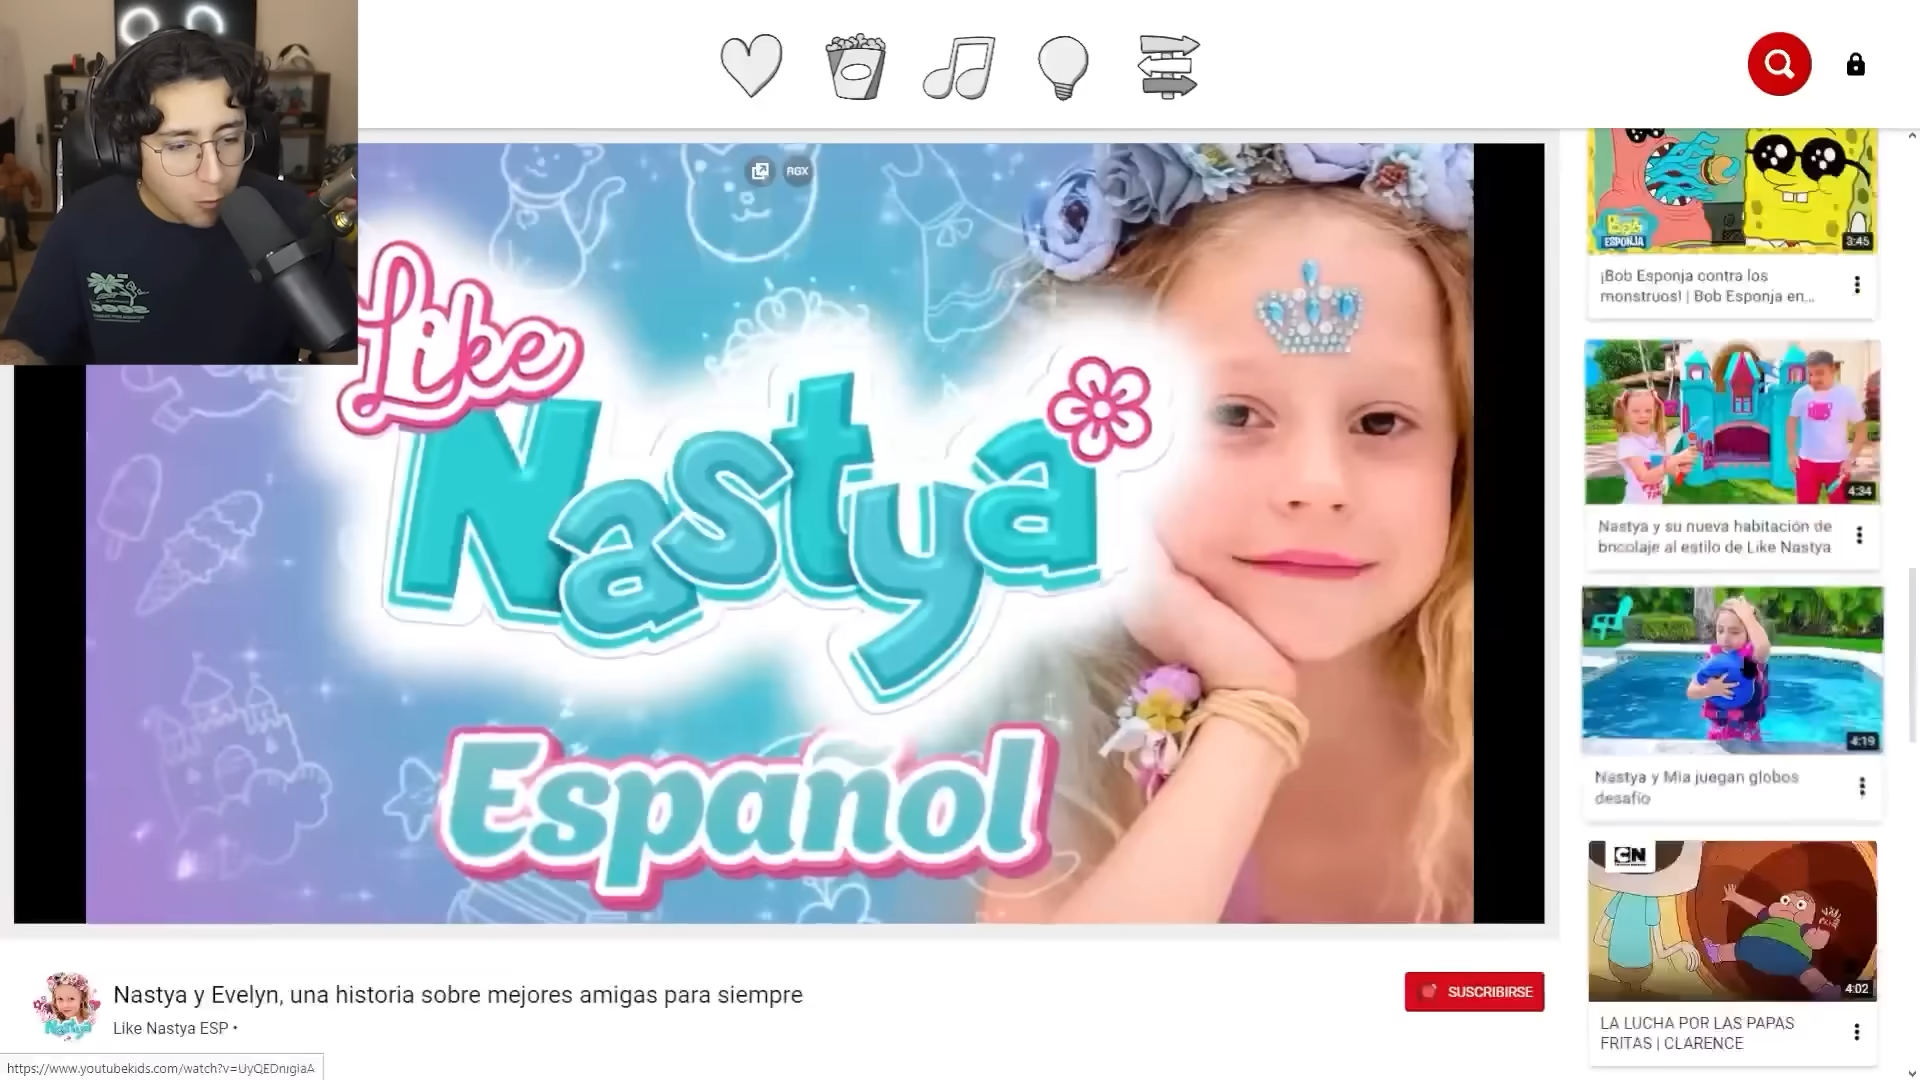 RGX
Like
Nastya
Español
Nastya y Evelyn, una historia sobre mejores amigas para siempre
Like Nastya ESP •
SUSCRIBIRSE
https://www.youtubekids.com/watch?v=UyQEDnıgIaA
Bob
ESPONJA
3:45
¡Bob Esponja contra los
monstruos! | Bob Esponja en...
4:34
Nastya y su nueva habitación de
bricolaje al estilo de Like Nastya
4:19
Nastya y Mia juegan globos
desafío
CN
4:02
LA LUCHA POR LAS PAPAS
FRITAS | CLARENCE